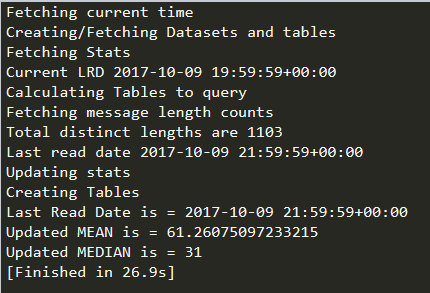 Fetching current time
Creating/Fetching Datasets and tables
Fetching Stats
Current LRD 2017-10-09 19:59:59+00:00
Calculating Tables to query
Fetching message length counts
Total distinct lengths are 1103
Last read date 2017-10-09 21:59:59+00:00
Updating stats
Creating Tables
Last Read Date is = 2017-10-09 21:59:59+00:00
Updated MEAN is = 61.26075097233215
Updated MEDIAN is = 31
[Finished in 26.9s]